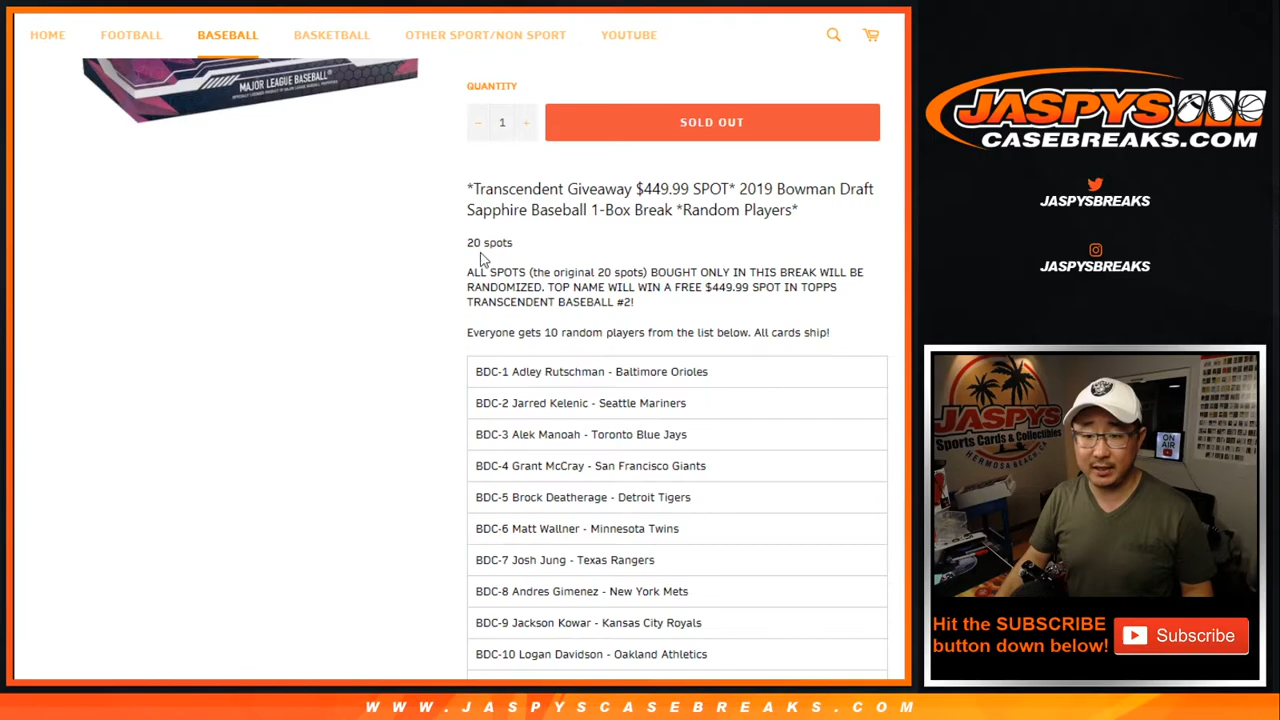 HOME FOOTBALL BASEBALL BASKETBALL OTHER SPORT/NON SPORT YOUTUBE
MAJOR LEAGUE BASEBALL
QUANTITY
− 1 +
SOLD OUT
*Transcendent Giveaway $449.99 SPOT* 2019 Bowman Draft
Sapphire Baseball 1-Box Break *Random Players*
20 spots
ALL SPOTS (the original 20 spots) BOUGHT ONLY IN THIS BREAK WILL BE
RANDOMIZED, TOP NAME WILL WIN A FREE $449.99 SPOT IN TOPPS
TRANSCENDENT BASEBALL #2!
Everyone gets 10 random players from the list below. All cards ship!
BDC-1 Adley Rutschman - Baltimore Orioles
BDC-2 Jarred Kelenic - Seattle Mariners
BDC-3 Alek Manoah - Toronto Blue Jays
BDC-4 Grant McCray - San Francisco Giants
BDC-5 Brock Deatherage - Detroit Tigers
BDC-6 Matt Wallner - Minnesota Twins
BDC-7 Josh Jung - Texas Rangers
BDC-8 Andres Gimenez - New York Mets
BDC-9 Jackson Kowar - Kansas City Royals
BDC-10 Logan Davidson - Oakland Athletics
JASPYS
CASEBREAKS.COM
JASPYSBREAKS
JASPYSBREAKS
JASPYS
Sports Cards & Collectibles
HERMOSA BEACH, CA
ON
AIR
Hit the SUBSCRIBE
button down below!
Subscribe
WWW.JASPYSCASEBREAKS.COM